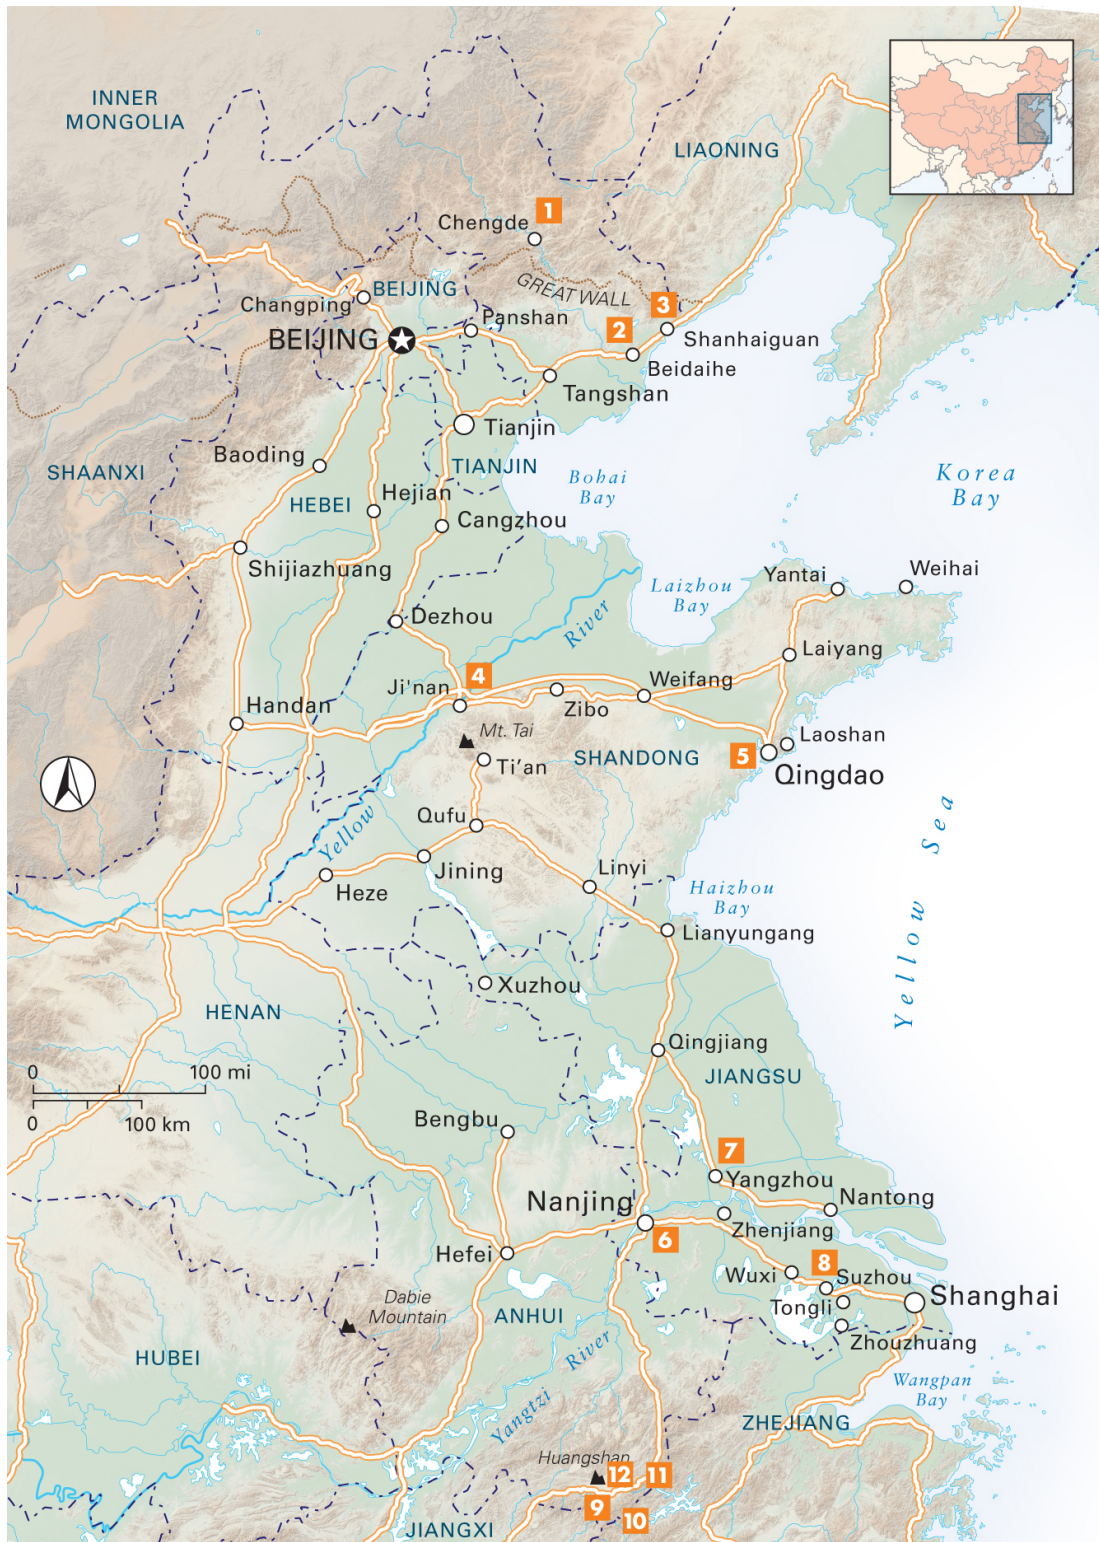 INNER
MONGOLIA
LIAONING
1
Chengde
GREAT WALL
BEIJING
Changping
3
2
Panshan
BEIJING
Shanhaiguan
Beidaihe
Tangshan
Tianjin
Baoding
TIANJIN
SHAANXI
Bohai
Bay
Korea
Bay
HEBEI
Hejian
Cangzhou
Shijiazhuang
Laizhou
Bay
Yantai
Weihai
Dezhou
River
Laiyang
4
Ji'nan
Weifang
Zibo
Handan
Mt. Tai
Laoshan
SHANDONG
5
Ti'an
Qingdao
Qufu
Yellow
Yellow Sea
Jining
Linyi
Heze
Haizhou
Bay
Lianyungang
Xuzhou
HENAN
Qingjiang
0
100 mi
JIANGSU
0
100 km
Bengbu
7
Yangzhou
Nanjing
Nantong
Zhenjiang
6
Hefei
8
Wuxi
Suzhou
Dabie
Mountain
Tongli
Shanghai
ANHUI
Zhouzhuang
HUBEI
River
Wangpan
Bay
Yangtzi
ZHEJIANG
Huangshan
12
11
9
10
JIANGXI